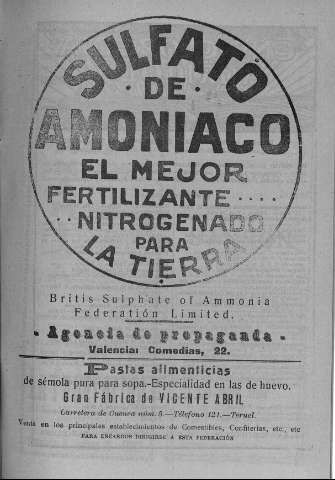 SULFATO
· DE ·
AMONIACO
EL MEJOR
FERTILIZANTE ....
.. NITROGENADO
PARA
LA TIERRA
Britis Sulphate of Ammonia
Federatión Limited.
- Agencia de propaganda -
Valencia: Comedias, 22.
Pastas alimenticias
de sémola pura para sopa.-Especialidad en las de huevo.
Gran Fábrica de VICENTE ABRIL
Carretera de Cuenca núm. 5.—Téfono 121.—Teruel.
Venta en los principales establecimientos de Comestibles, Confiterías, etc., etc
PARA ENCARGOS DIRIGIRSE A ESTA FEDERACIÓN